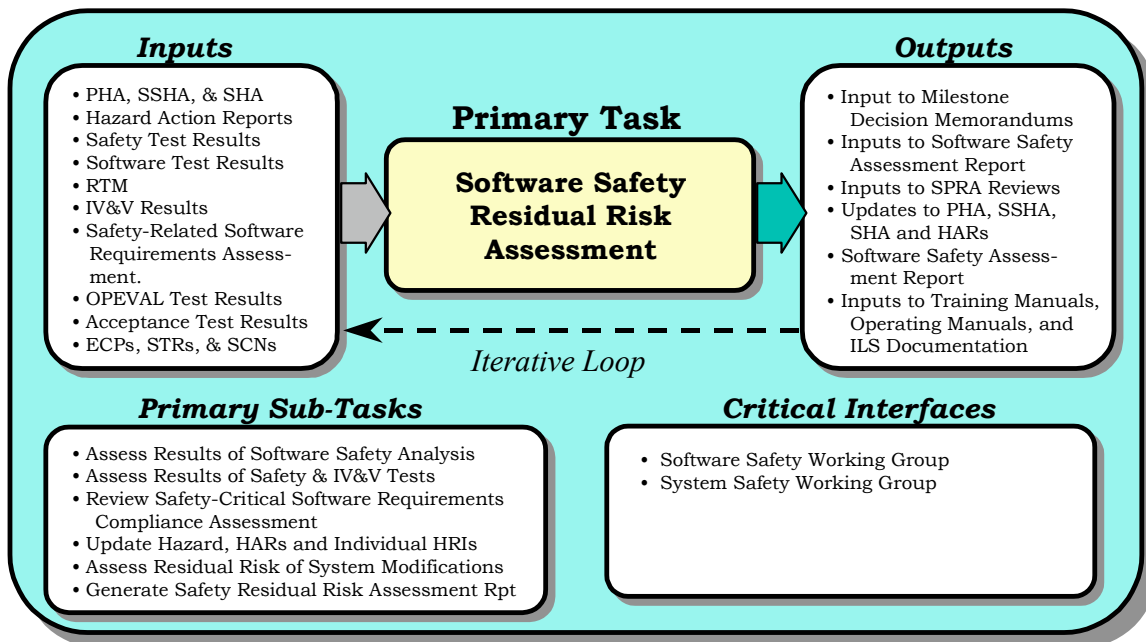 Inputs
• PHA, SSHA, & SHA
• Hazard Action Reports
• Safety Test Results
• Software Test Results
• RTM
• IV&V Results
• Safety-Related Software
Requirements Assess-
ment.
• OPEVAL Test Results
• Acceptance Test Results
• ECPs, STRs, & SCNs
Primary Task
Software Safety
Residual Risk
Assessment
Iterative Loop
Outputs
• Input to Milestone
Decision Memorandums
• Inputs to Software Safety
Assessment Report
• Inputs to SPRA Reviews
• Updates to PHA, SSHA,
SHA and HARs
• Software Safety Assess-
ment Report
• Inputs to Training Manuals,
Operating Manuals, and
ILS Documentation
Primary Sub-Tasks
• Assess Results of Software Safety Analysis
• Assess Results of Safety & IV&V Tests
• Review Safety-Critical Software Requirements
Compliance Assessment
• Update Hazard, HARs and Individual HRIs
• Assess Residual Risk of System Modifications
• Generate Safety Residual Risk Assessment Rpt
Critical Interfaces
• Software Safety Working Group
• System Safety Working Group